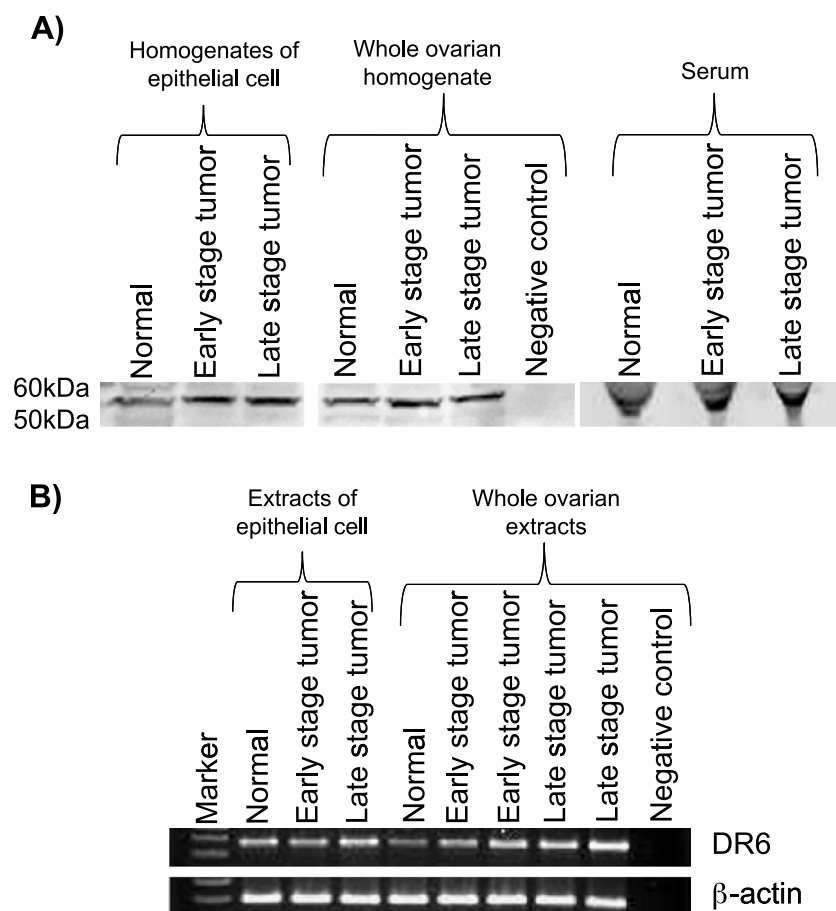 A)
Homogenates of
epithelial cell
Whole ovarian
homogenate
Serum
Normal
Early stage tumor
Late stage tumor
Normal
Early stage tumor
Late stage tumor
Negative control
Normal
Early stage tumor
Late stage tumor
60kDa
50kDa
B)
Extracts of
epithelial cell
Whole ovarian
extracts
Marker
Normal
Early stage tumor
Late stage tumor
Normal
Early stage tumor
Early stage tumor
Late stage tumor
Late stage tumor
Negative control
DR6
β-actin